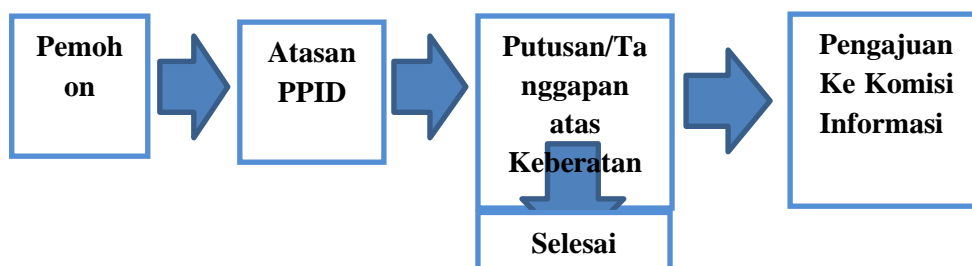 Pemoh
on
Atasan
PPID
Putusan/Ta
nggapan
atas
Keberatan
Pengajuan
Ke Komisi
Informasi
Selesai